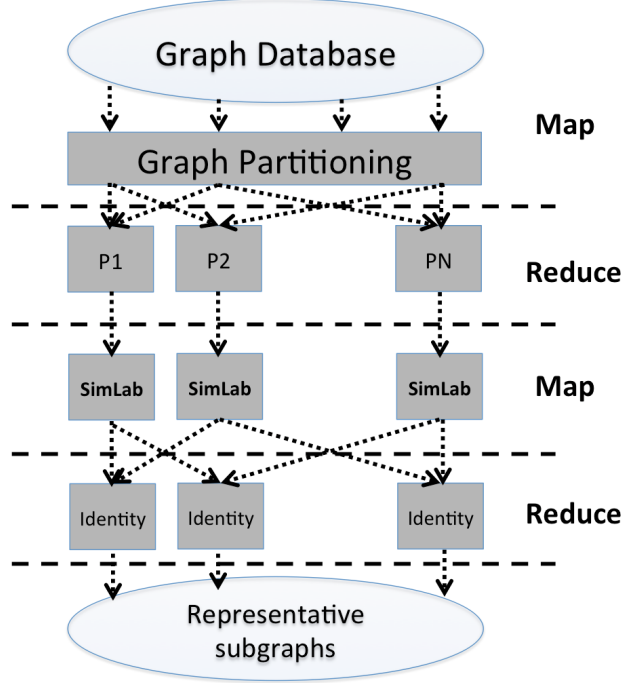 Graph Database
Map
Graph Partitioning
P1 P2 PN
Reduce
SimLab SimLab SimLab
Map
Identity Identity Identity
Reduce
Representative
subgraphs